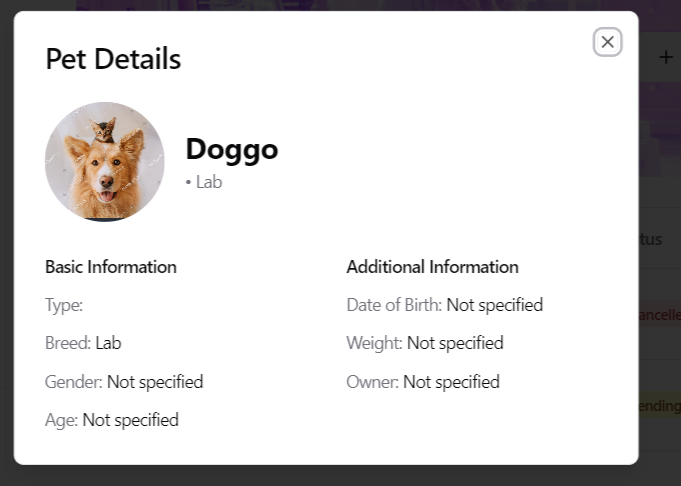 Pet Details
Doggo
• Lab
Basic Information
Type:
Breed: Lab
Gender: Not specified
Age: Not specified
Additional Information
Date of Birth: Not specified
Weight: Not specified
Owner: Not specified
tus
ancelle
ending